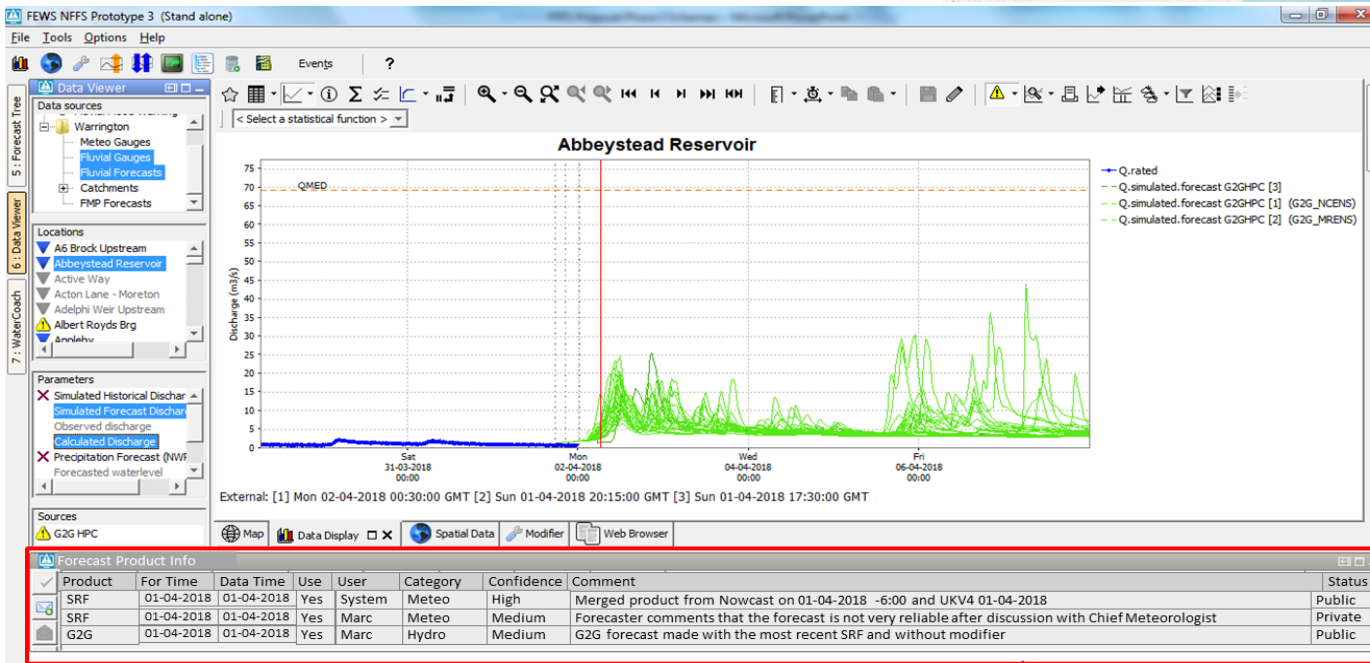 FEWS NFFS Prototype 3 (Stand alone)
File Tools Options Help
Events ?
5 : Forecast Tree
6 : Data Viewer
7 : WaterCoach
Data Viewer
Data sources
Warrington
Meteo Gauges
Fluvial Gauges
Fluvial Forecasts
Catchments
FMP Forecasts
Locations
A6 Brock Upstream
Abbeystead Reservoir
Active Way
Acton Lane - Moreton
Adelphi Weir Upstream
Albert Royds Brg
Appleby
Parameters
Simulated Historical Dischar
Simulated Forecast Dischar
Observed discharge
Calculated Discharge
Precipitation Forecast (NWP
Forecasted waterlevel
Sources
G2G HPC
< Select a statistical function >
Abbeystead Reservoir
Discharge (m3/s)
75
70
65
60
55
50
45
40
35
30
25
20
15
10
5
0
QMED
Sat Mon Wed Fri
31-03-2018 02-04-2018 04-04-2018 06-04-2018
00:00 00:00 00:00 00:00
Q.rated
Q.simulated.forecast G2GHPC [3]
Q.simulated.forecast G2GHPC [1] (G2G_NCENS)
Q.simulated.forecast G2GHPC [2] (G2G_MRENS)
External: [1] Mon 02-04-2018 00:30:00 GMT [2] Sun 01-04-2018 20:15:00 GMT [3] Sun 01-04-2018 17:30:00 GMT
Map Data Display Spatial Data Modifier Web Browser
Forecast Product Info
Product For Time Data Time Use User Category Confidence Comment Status
SRF 01-04-2018 01-04-2018 Yes System Meteo High Merged product from Nowcast on 01-04-2018 -6:00 and UKV4 01-04-2018 Public
SRF 01-04-2018 01-04-2018 Yes Marc Meteo Medium Forecaster comments that the forecast is not very reliable after discussion with Chief Meteorologist Private
G2G 01-04-2018 01-04-2018 Yes Marc Hydro Medium G2G forecast made with the most recent SRF and without modifier Public